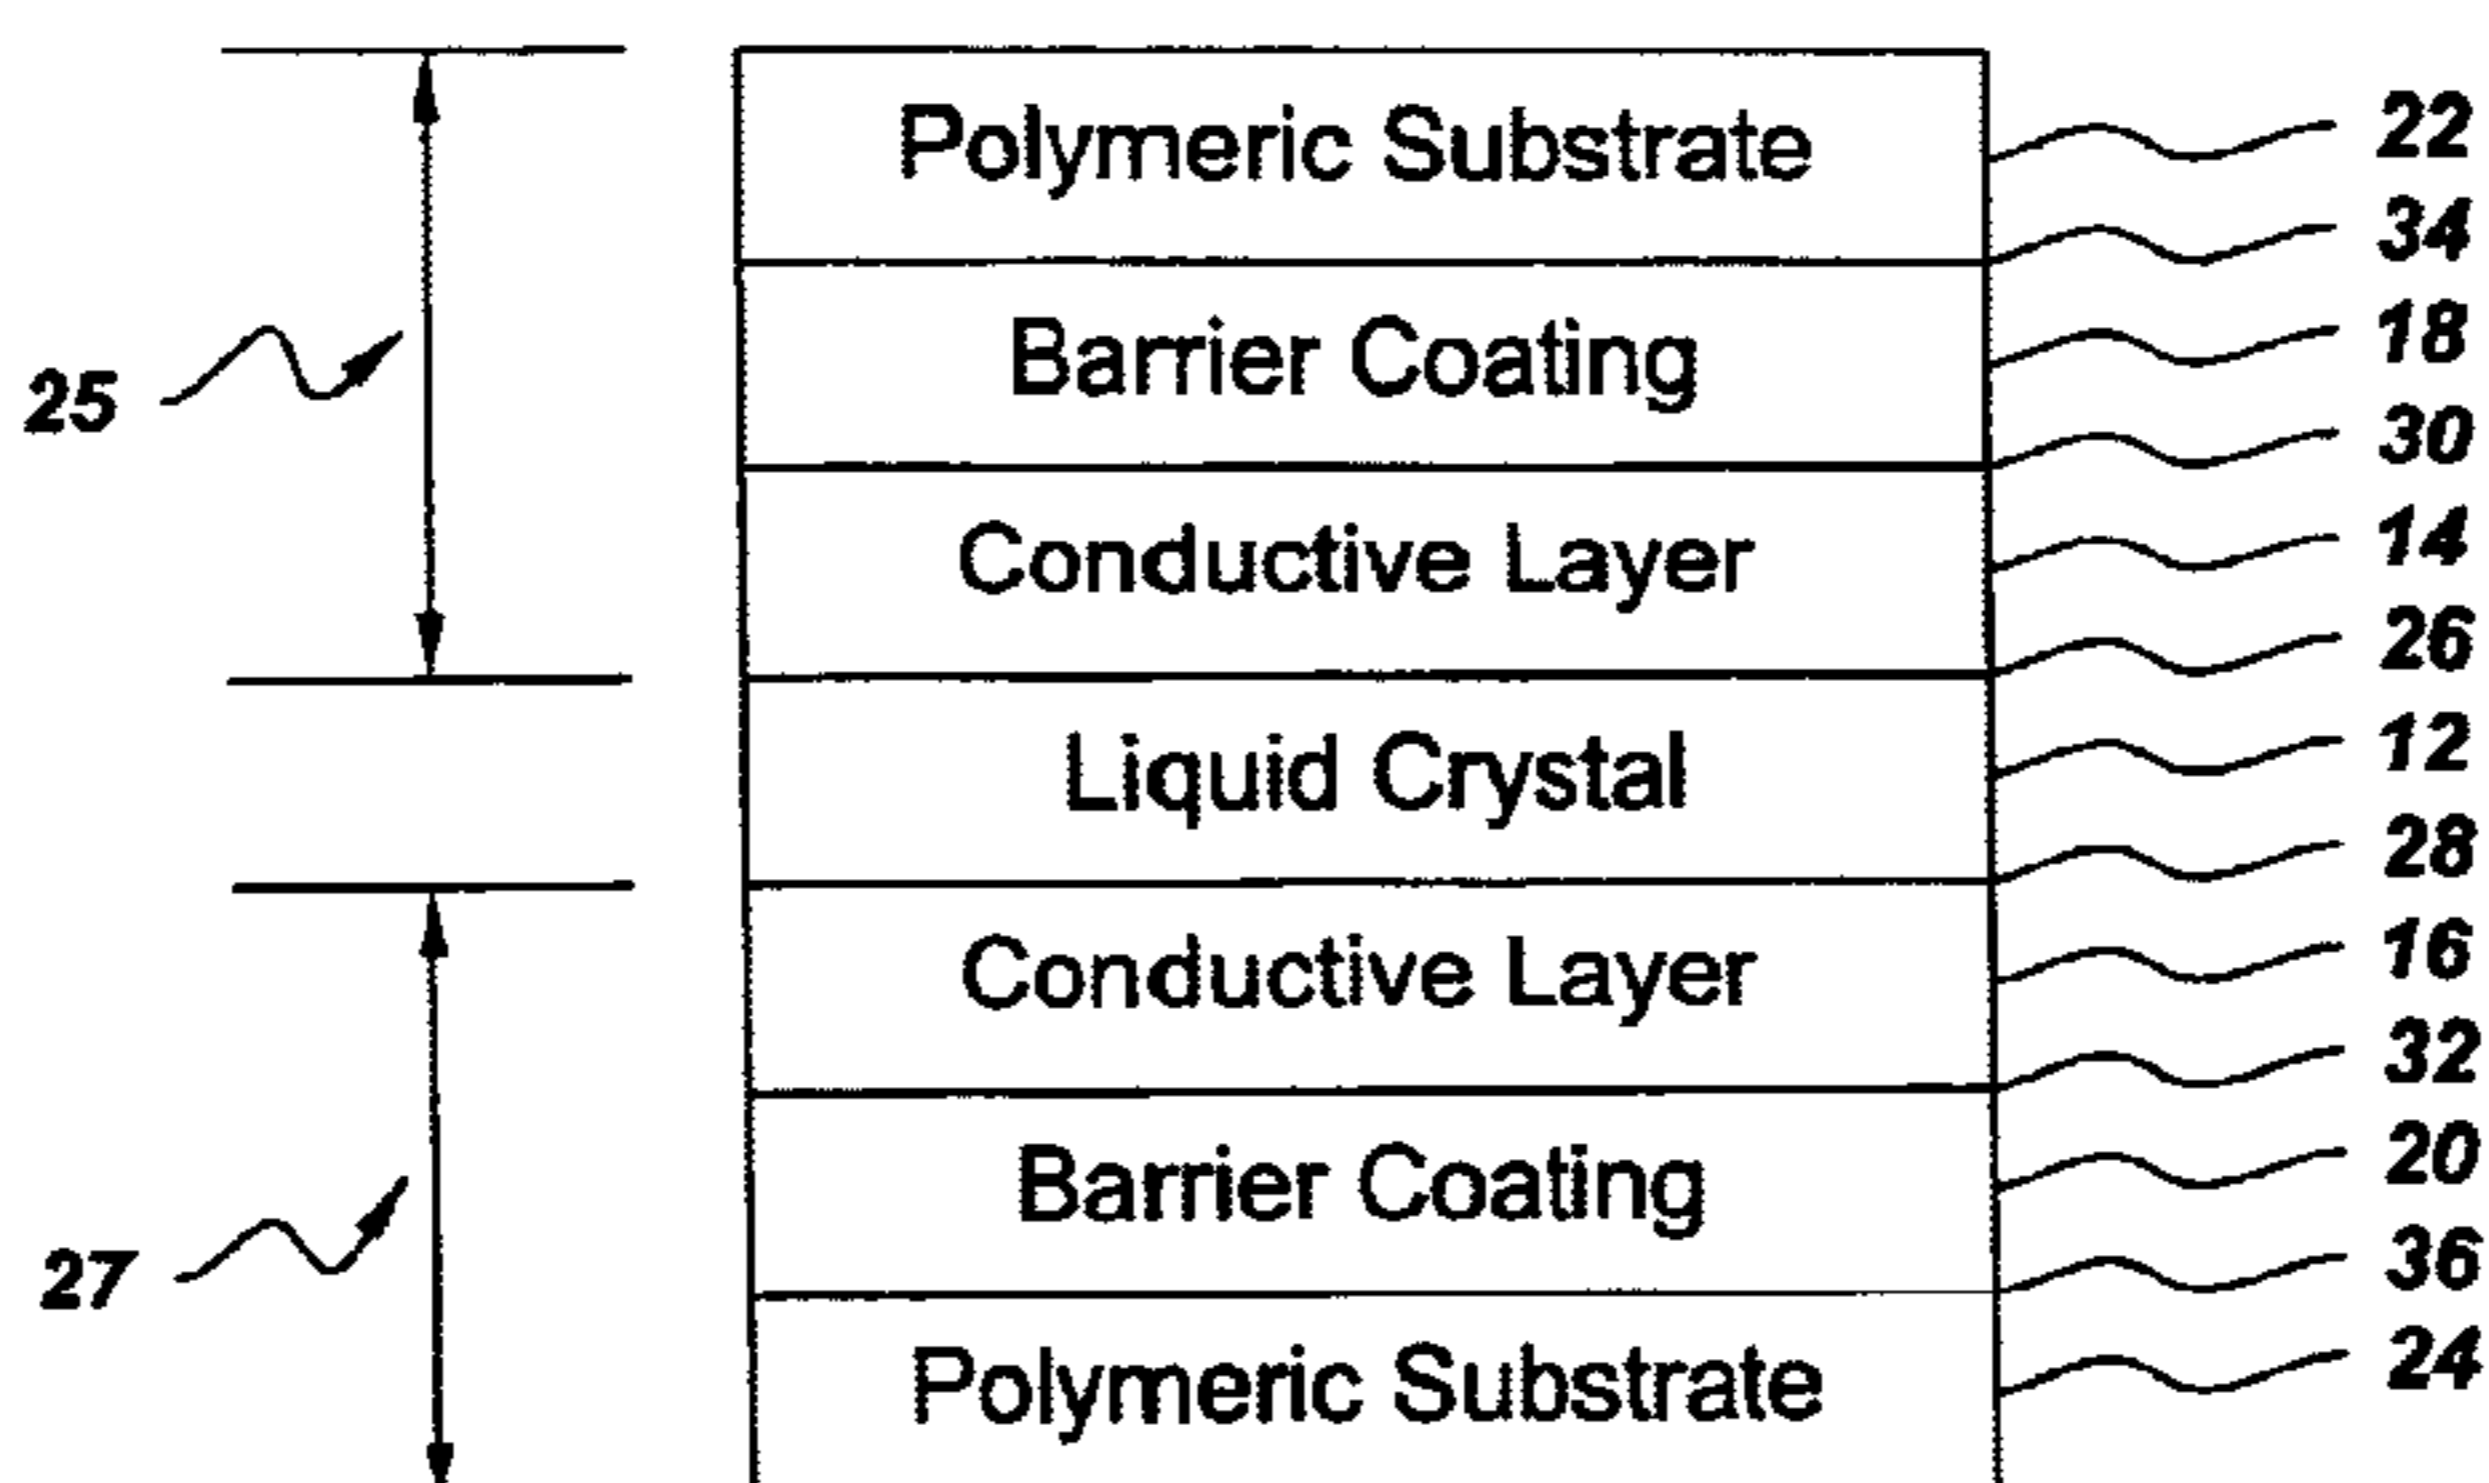 Polymeric Substrate 22
34
Barrier Coating 18
25
30
Conductive Layer 14
26
Liquid Crystal 12
28
Conductive Layer 16
32
Barrier Coating 20
27
36
Polymeric Substrate 24